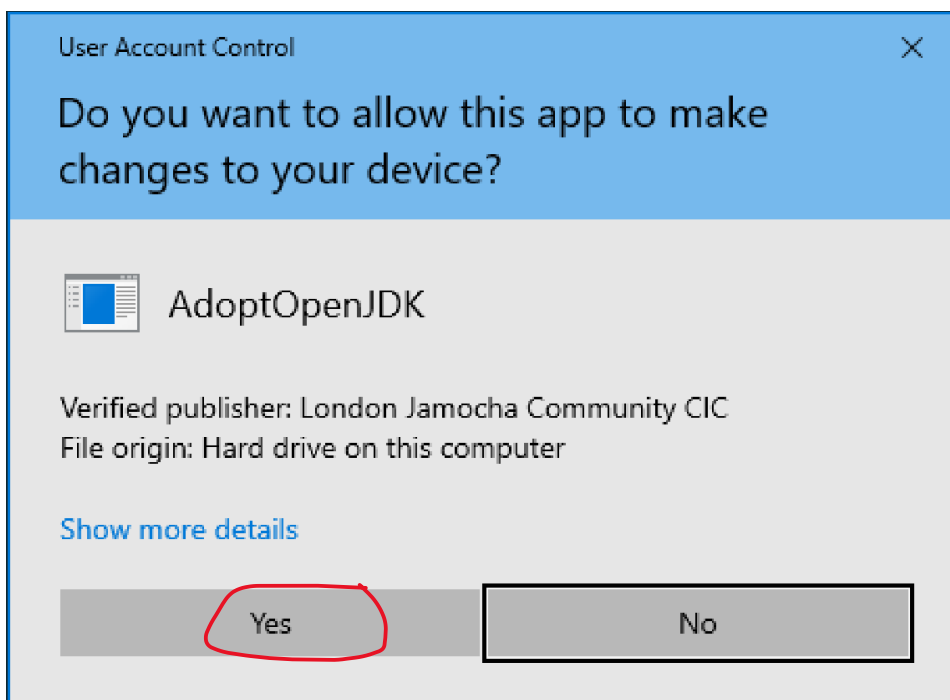 User Account Control
Do you want to allow this app to make
changes to your device?
AdoptOpenJDK
Verified publisher: London Jamocha Community CIC
File origin: Hard drive on this computer
Show more details
Yes
No